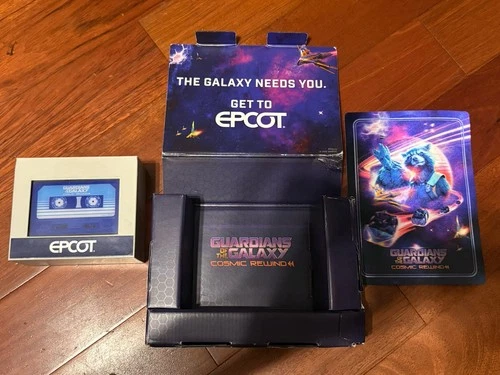 THE GALAXY NEEDS YOU.
GET TO
EPCOT
GUARDIANS
OF THE
GALAXY
EPCOT
GUARDIANS
OF THE
GALAXY
COSMIC REWIND
GUARDIANS
OF THE
GALAXY
COSMIC REWIND